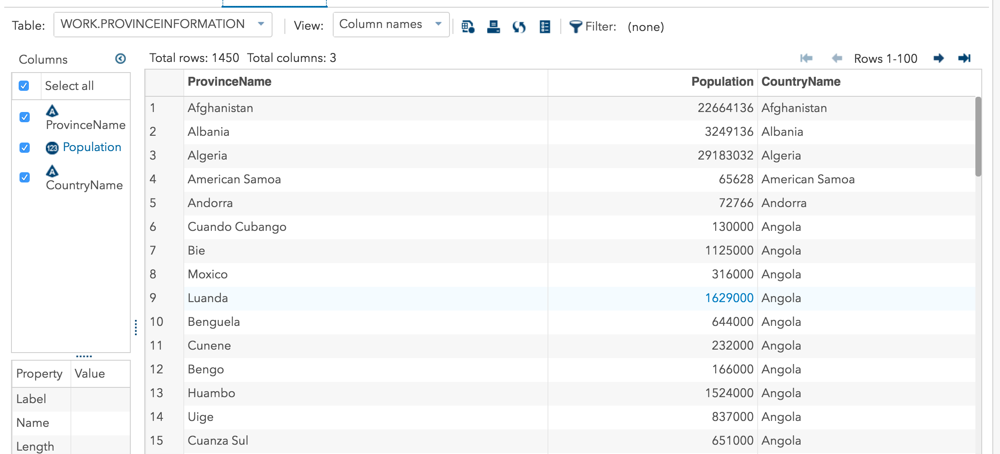 Table: WORK.PROVINCEINFORMATION View: Column names Filter: (none)
Columns Total rows: 1450 Total columns: 3 Rows 1-100
Select all
ProvinceName
Population
CountryName
Property Value
Label
Name
Length
ProvinceName Population CountryName
1 Afghanistan 22664136 Afghanistan
2 Albania 3249136 Albania
3 Algeria 29183032 Algeria
4 American Samoa 65628 American Samoa
5 Andorra 72766 Andorra
6 Cuando Cubango 130000 Angola
7 Bie 1125000 Angola
8 Moxico 316000 Angola
9 Luanda 1629000 Angola
10 Benguela 644000 Angola
11 Cunene 232000 Angola
12 Bengo 166000 Angola
13 Huambo 1524000 Angola
14 Uige 837000 Angola
15 Cuanza Sul 651000 Angola